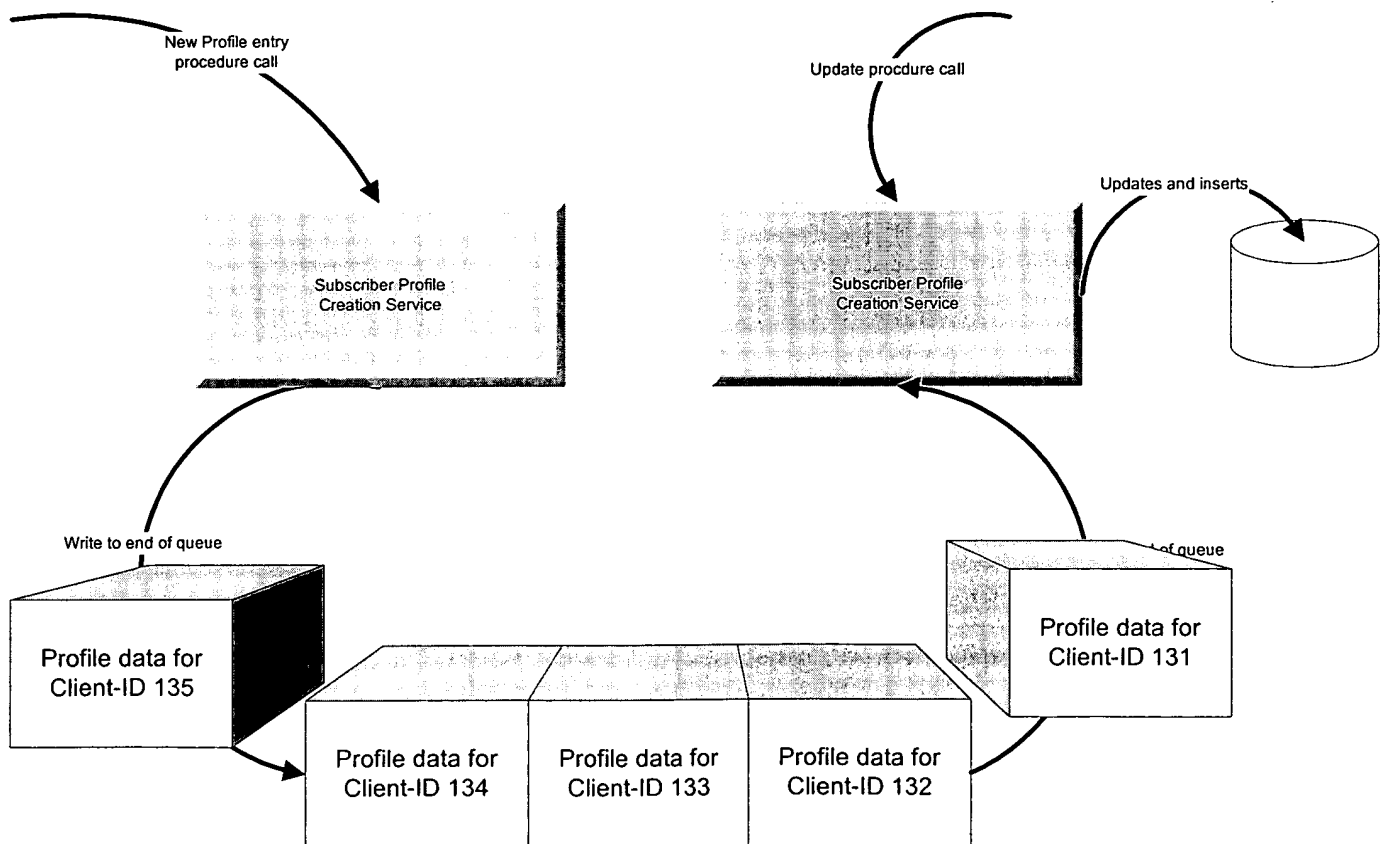 New Profile entry
procedure call
Update procdure call
Updates and inserts
Subscriber Profile
Creation Service
Subscriber Profile
Creation Service
Write to end of queue
of queue
Profile data for
Client-ID 135
Profile data for
Client-ID 131
Profile data for
Client-ID 134
Profile data for
Client-ID 133
Profile data for
Client-ID 132